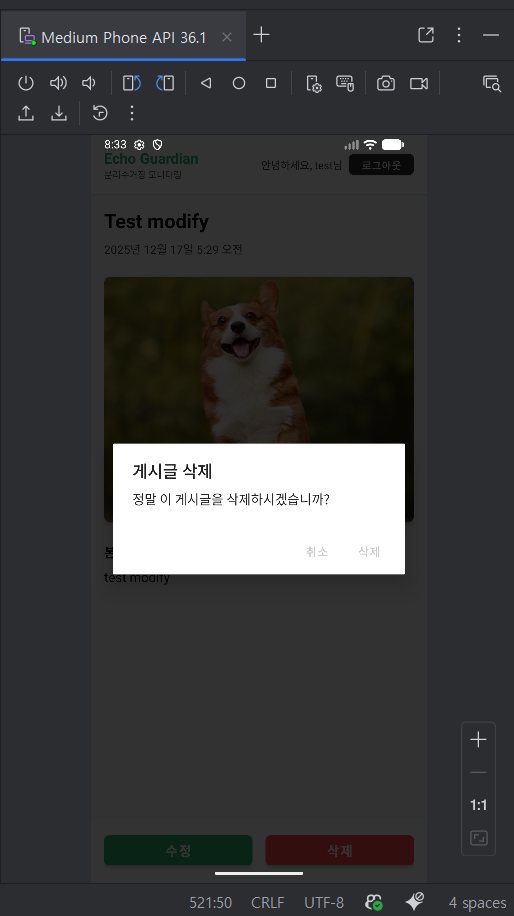 Medium Phone API 36.1
8:33
Echo Guardian
분리수거장 모니터링
안녕하세요, test님
로그아웃
Test modify
2025년 12월 17일 5:29 오전
게시글 삭제
정말 이 게시글을 삭제하시겠습니까?
취소
삭제
본
test modify
수정
삭제
1:1
521:50
CRLF
UTF-8
4 spaces